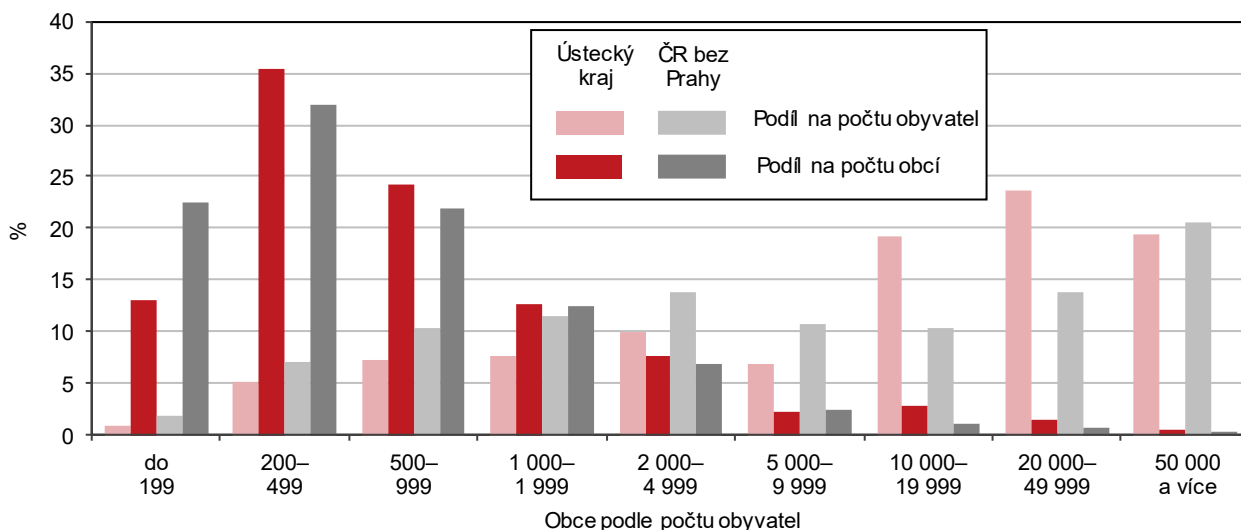 40
35
30
25
20
15
10
5
0
%
Ústecký kraj
ČR bez Prahy
Podíl na počtu obyvatel
Podíl na počtu obcí
do 199
200–499
500–999
1 000–1 999
2 000–4 999
5 000–9 999
10 000–19 999
20 000–49 999
50 000 a více
Obce podle počtu obyvatel